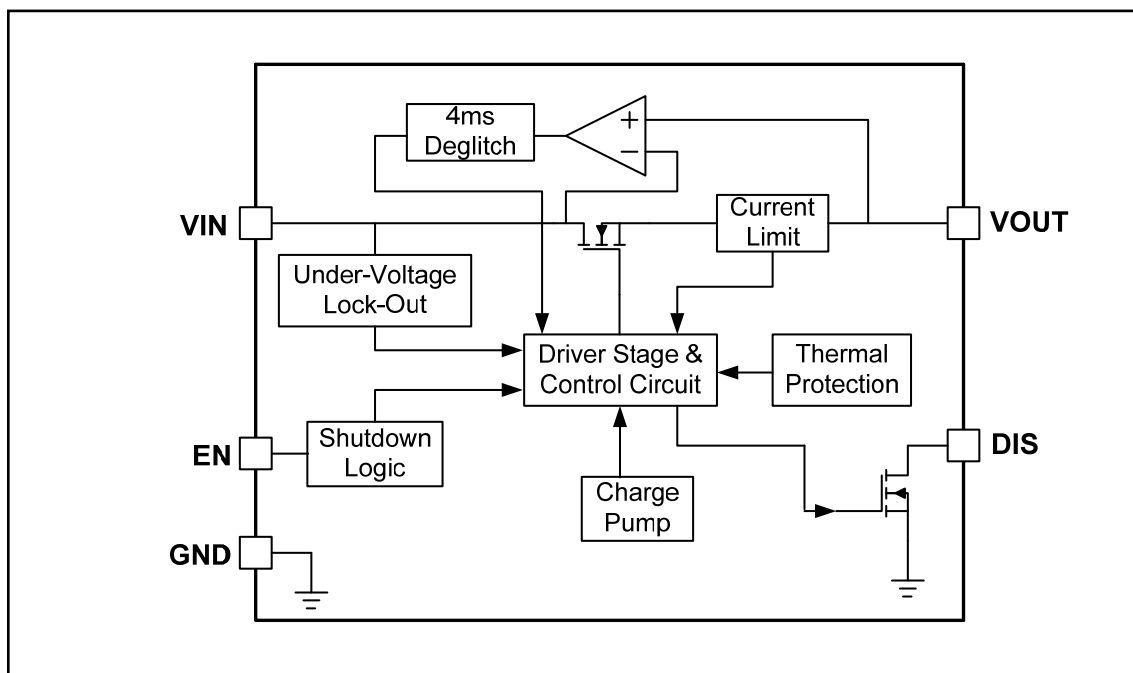 4ms
Deglitch
+
−
VIN
Current
Limit
VOUT
Under-Voltage
Lock-Out
Driver Stage &
Control Circuit
Thermal
Protection
EN
Shutdown
Logic
DIS
Charge
Pump
GND